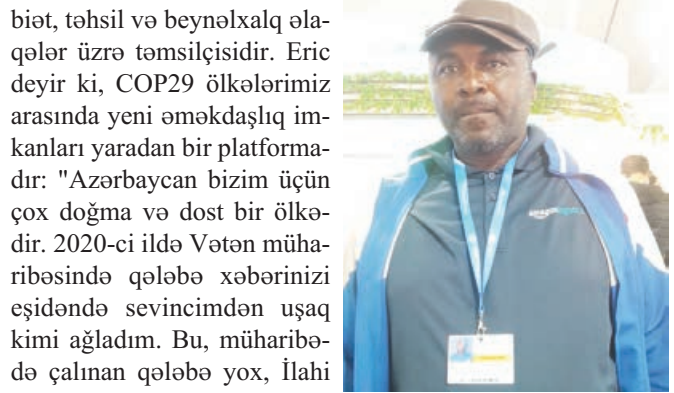 biət, təhsil və beynəlxalq əla-
qələr üzrə təmsilçisidir. Eric
deyir ki, COP29 ölkələrimiz
arasında yeni əməkdaşlıq im-
kanları yaradan bir platforma-
dır: "Azərbaycan bizim üçün
çox doğma və dost bir ölkə-
dir. 2020-ci ildə Vətən müha-
ribəsində qələbə xəbərinizi
eşidəndə sevincimdən uşaq
kimi ağladım. Bu, müharibə-
də çalınan qələbə yox, İlahi